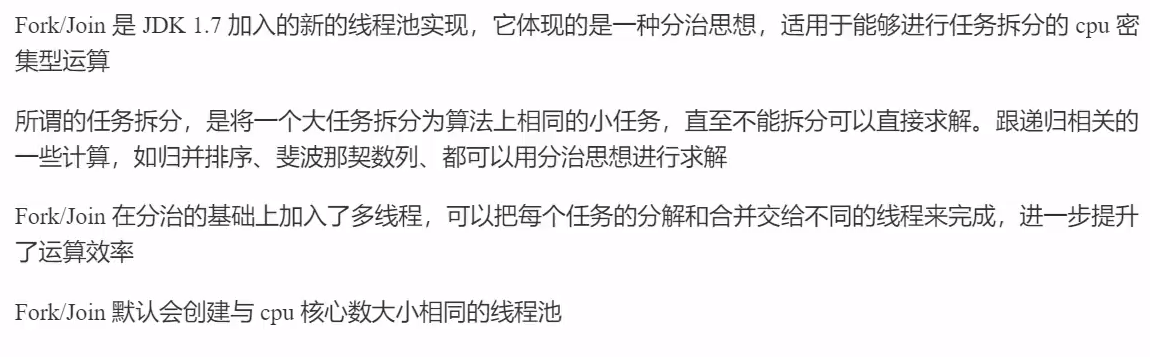 Fork/Join 是 JDK 1.7 加入的新的线程池实现，它体现的是一种分治思想，适用于能够进行任务拆分的 cpu 密
集型运算
所谓的任务拆分，是将一个大任务拆分为算法上相同的小任务，直至不能拆分可以直接求解。跟递归相关的
一些计算，如归并排序、斐波那契数列、都可以用分治思想进行求解
Fork/Join 在分治的基础上加入了多线程，可以把每个任务的分解和合并交给不同的线程来完成，进一步提升
了运算效率
Fork/Join 默认会创建与 cpu 核心数大小相同的线程池